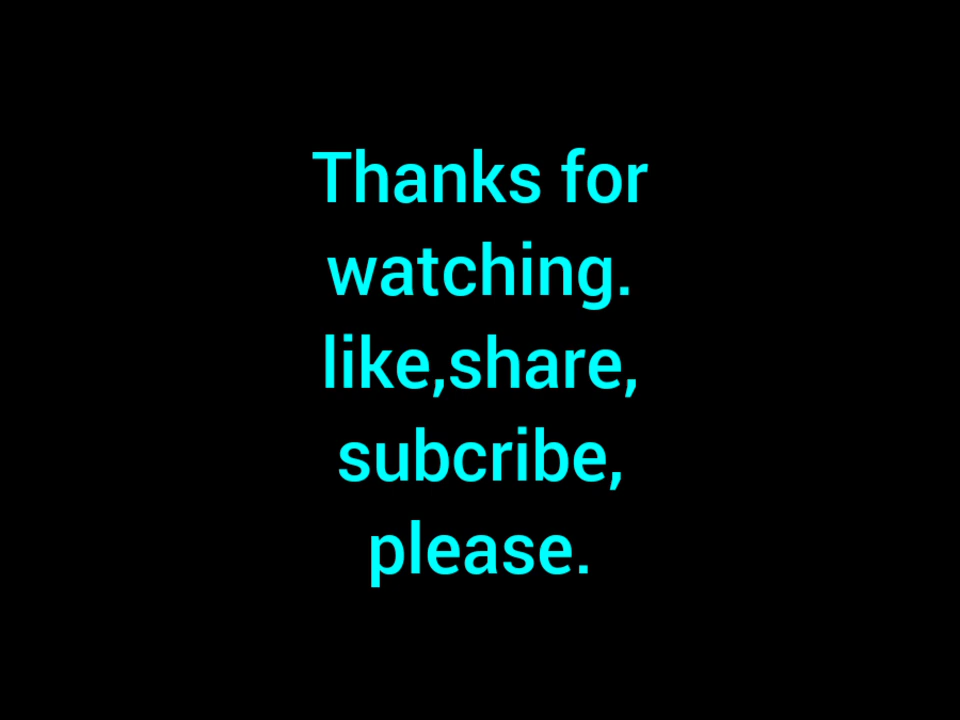 Thanks for
watching.
like,share,
subcribe,
please.